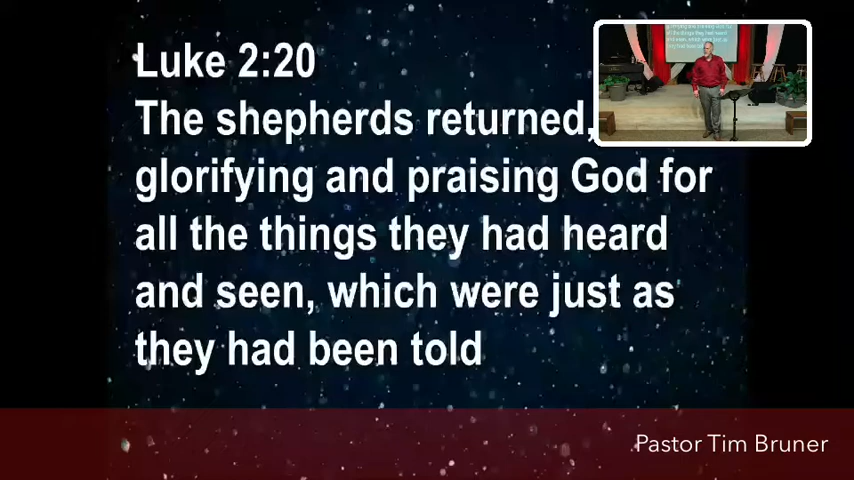 Luke 2:20
The shepherds returned,
glorifying and praising God for
all the things they had heard
and seen, which were just as
they had been told
Pastor Tim Bruner